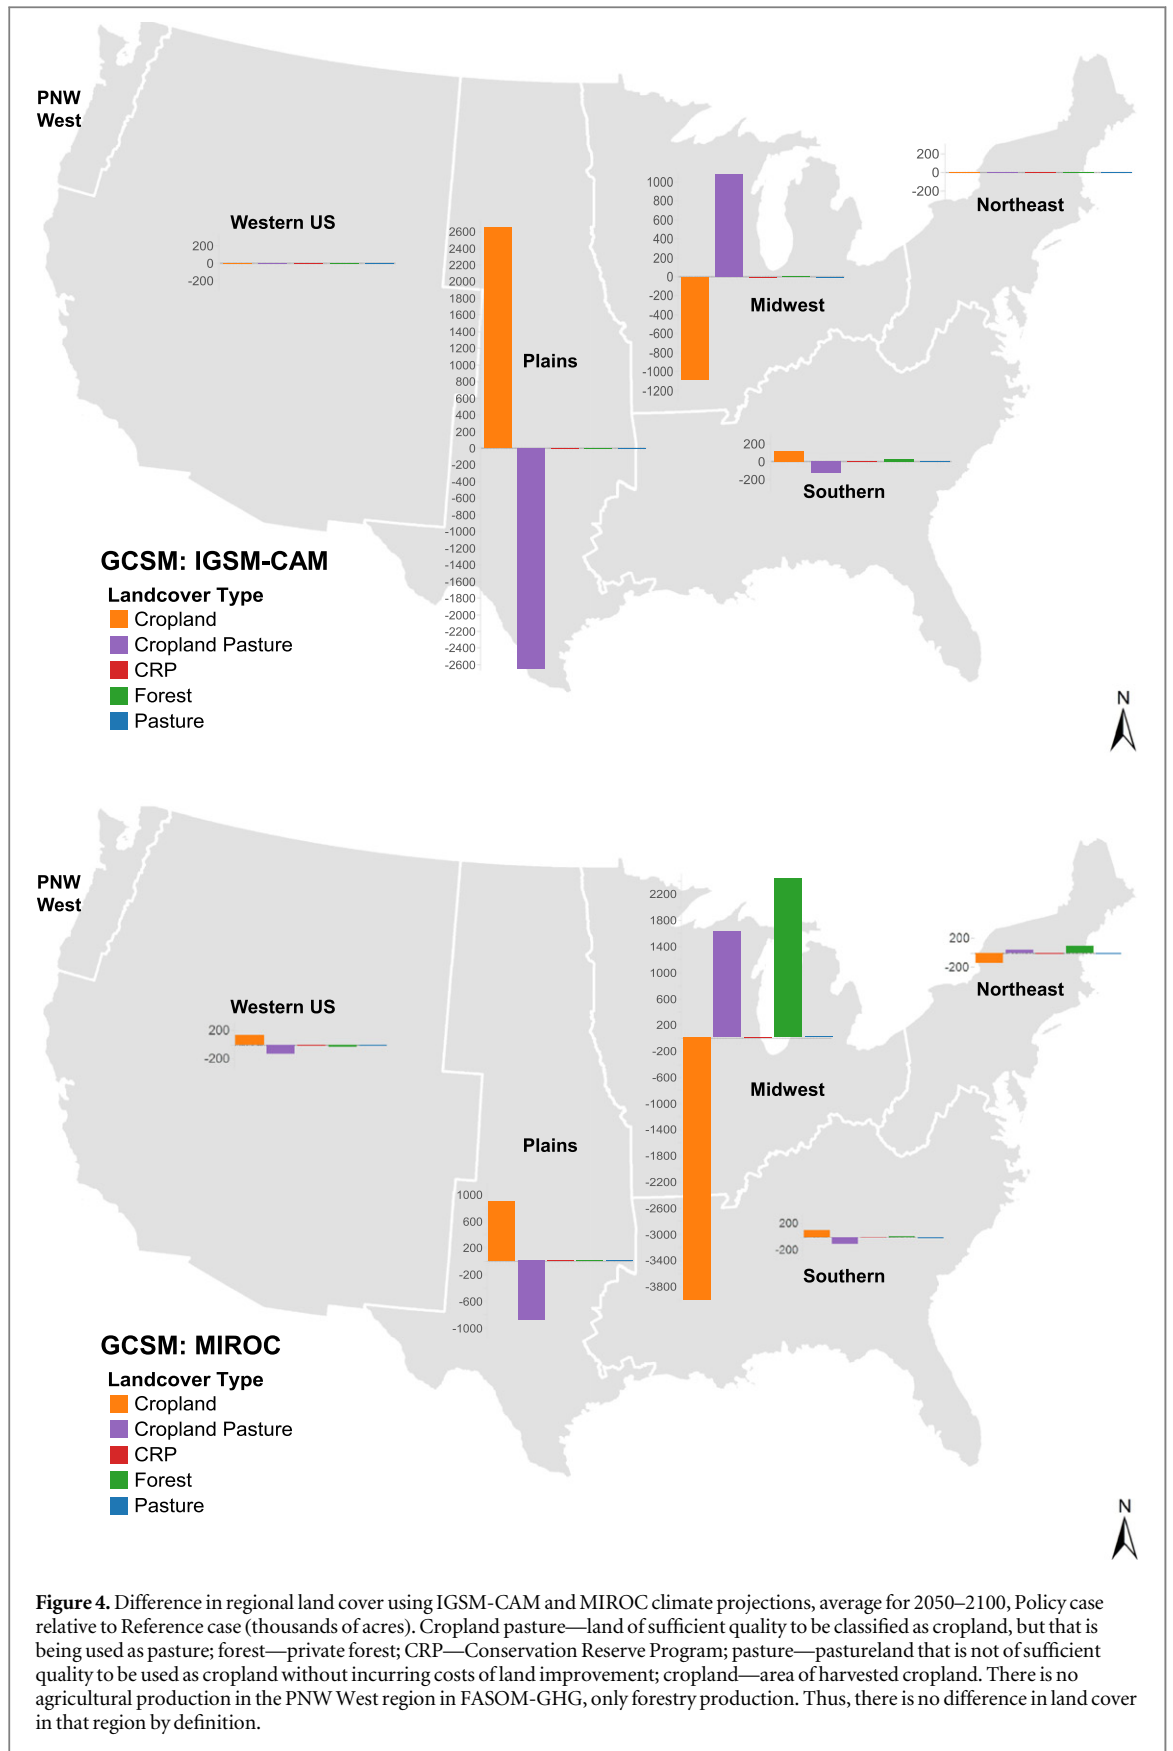 PNW
West
Western US
200
0
-200
2600
2400
2200
2000
1800
1600
1400
1200
1000
800
600
400
200
0
-200
-400
-600
-800
-1000
-1200
-1400
-1600
-1800
-2000
-2200
-2400
-2600
Plains
1000
800
600
400
200
0
-200
-400
-600
-800
-1000
-1200
Midwest
200
0
-200
Northeast
200
0
-200
Southern
GCSM: IGSM-CAM
Landcover Type
Cropland
Cropland Pasture
CRP
Forest
Pasture
N
PNW
West
Western US
200
-200
Plains
1000
600
200
-200
-600
-1000
2200
1800
1400
1000
600
200
-200
-600
-1000
-1400
-1800
-2200
-2600
-3000
-3400
-3800
Midwest
200
-200
Northeast
200
-200
Southern
GCSM: MIROC
Landcover Type
Cropland
Cropland Pasture
CRP
Forest
Pasture
N
Figure 4. Difference in regional land cover using IGSM-CAM and MIROC climate projections, average for 2050–2100, Policy case
relative to Reference case (thousands of acres). Cropland pasture—land of sufficient quality to be classified as cropland, but that is
being used as pasture; forest—private forest; CRP—Conservation Reserve Program; pasture—pastureland that is not of sufficient
quality to be used as cropland without incurring costs of land improvement; cropland—area of harvested cropland. There is no
agricultural production in the PNW West region in FASOM-GHG, only forestry production. Thus, there is no difference in land cover
in that region by definition.